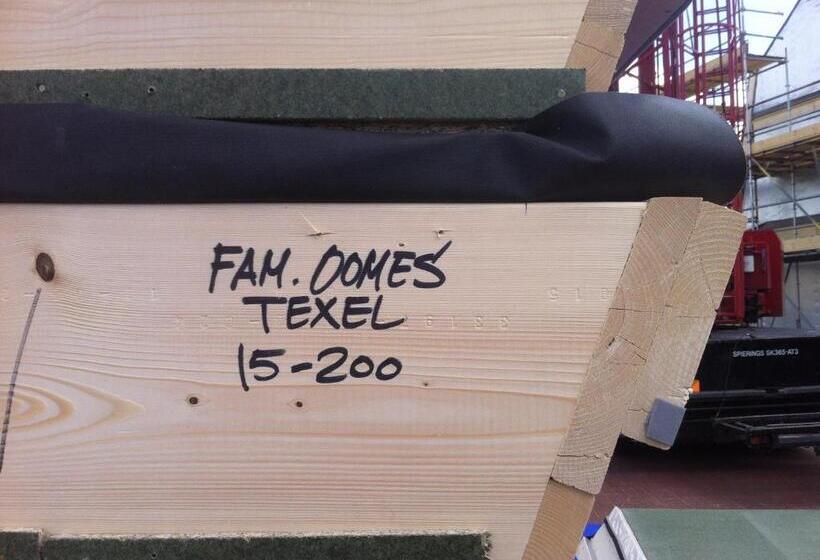 FAM. OOMES
TEXEL
15-200
SPIERINGS SK365-AT3